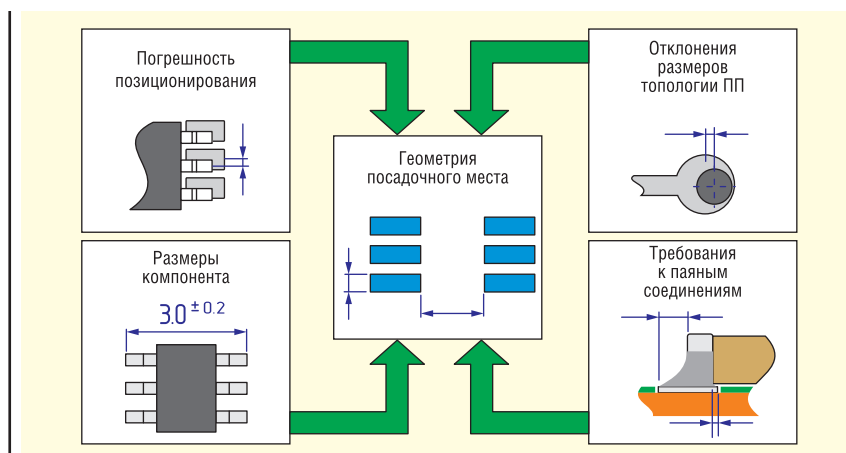 Погрешность
позиционирования
Отклонения
размеров
топологии ПП
Геометрия
посадочного места
Размеры
компонента
3.0 ± 0.2
Требования
к паяным
соединениям